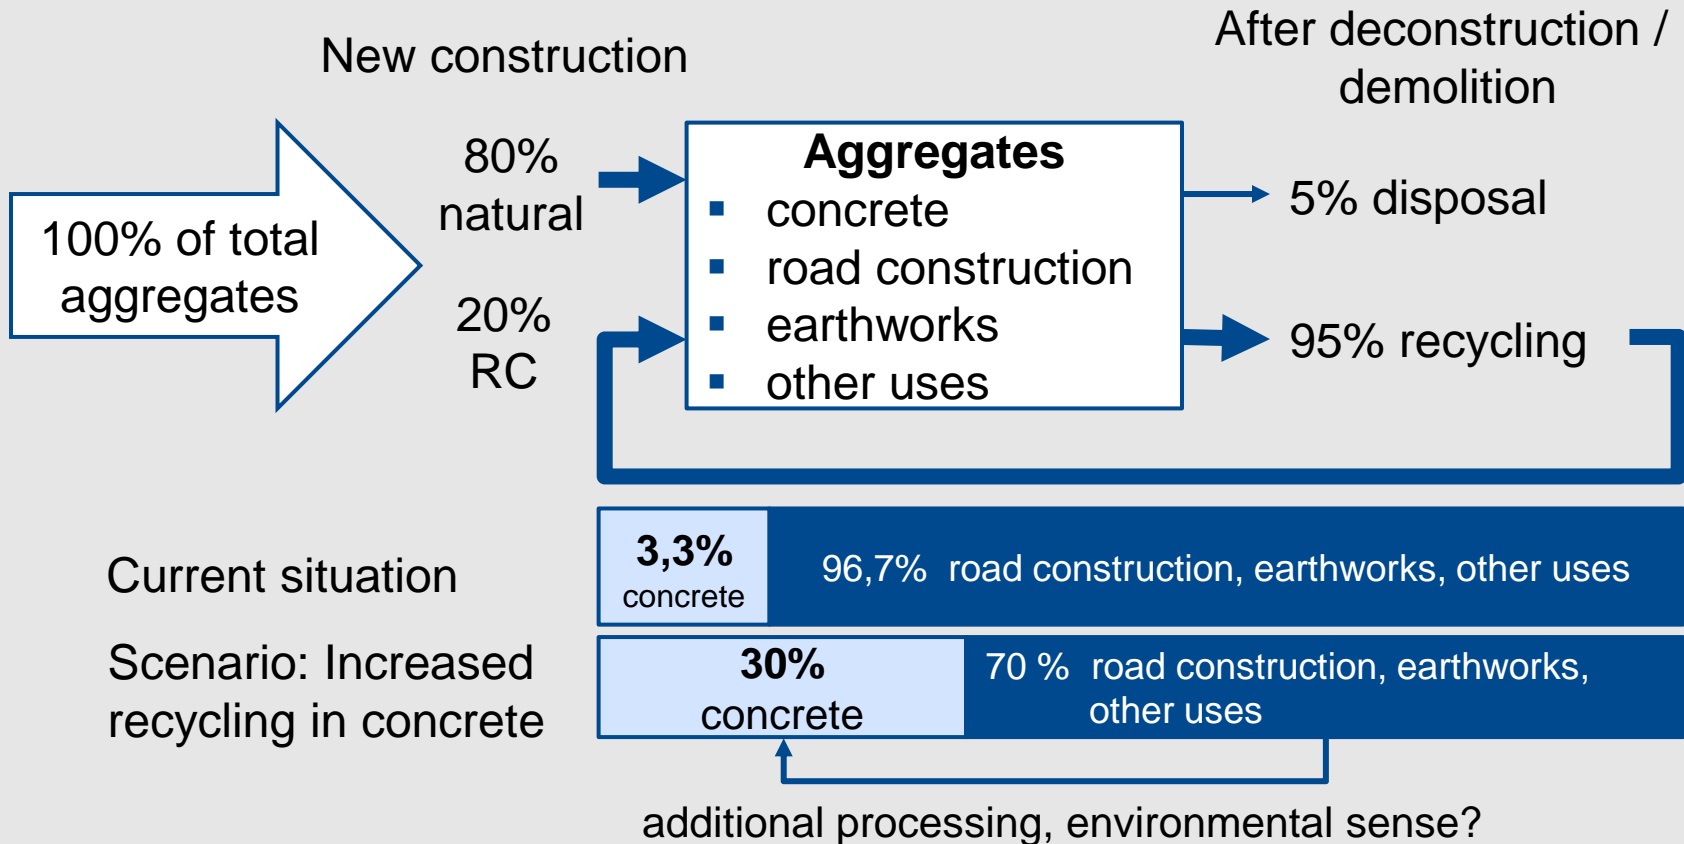 New construction
After deconstruction /
demolition
100% of total
aggregates
80%
natural
20%
RC
Aggregates
▪ concrete
▪ road construction
▪ earthworks
▪ other uses
5% disposal
95% recycling
Current situation
3,3%
concrete
96,7% road construction, earthworks, other uses
Scenario: Increased
recycling in concrete
30%
concrete
70 % road construction, earthworks,
other uses
additional processing, environmental sense?